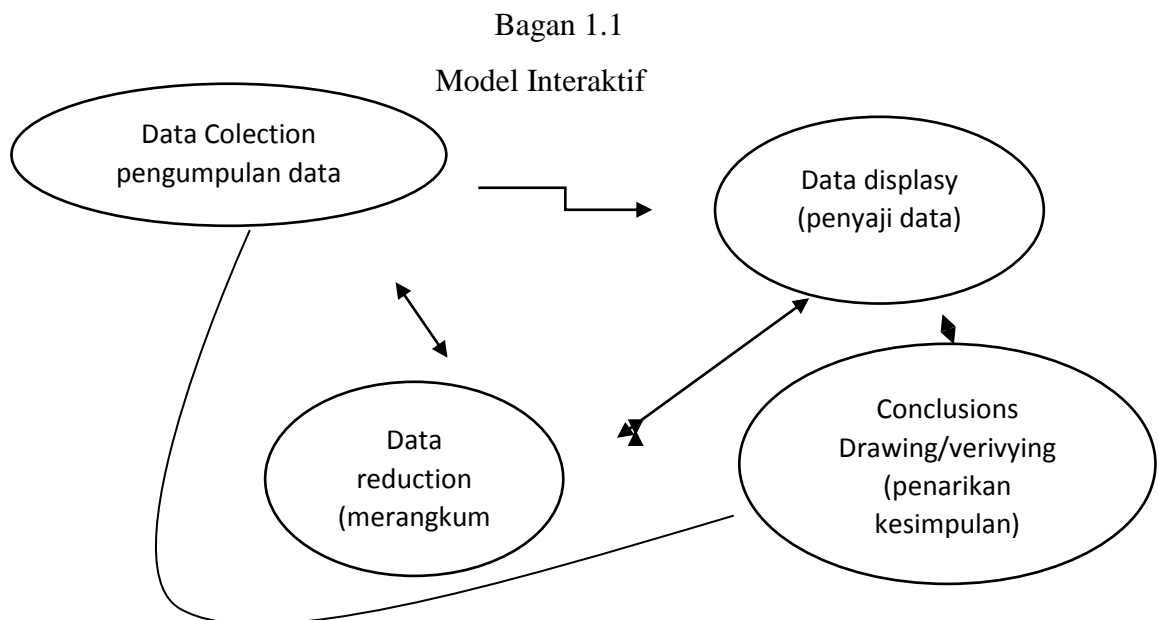 Bagan 1.1
Model Interaktif
Data Colection
pengumpulan data
Data displasy
(penyaji data)
Data
reduction
(merangkum
Conclusions
Drawing/verivying
(penarikan
kesimpulan)